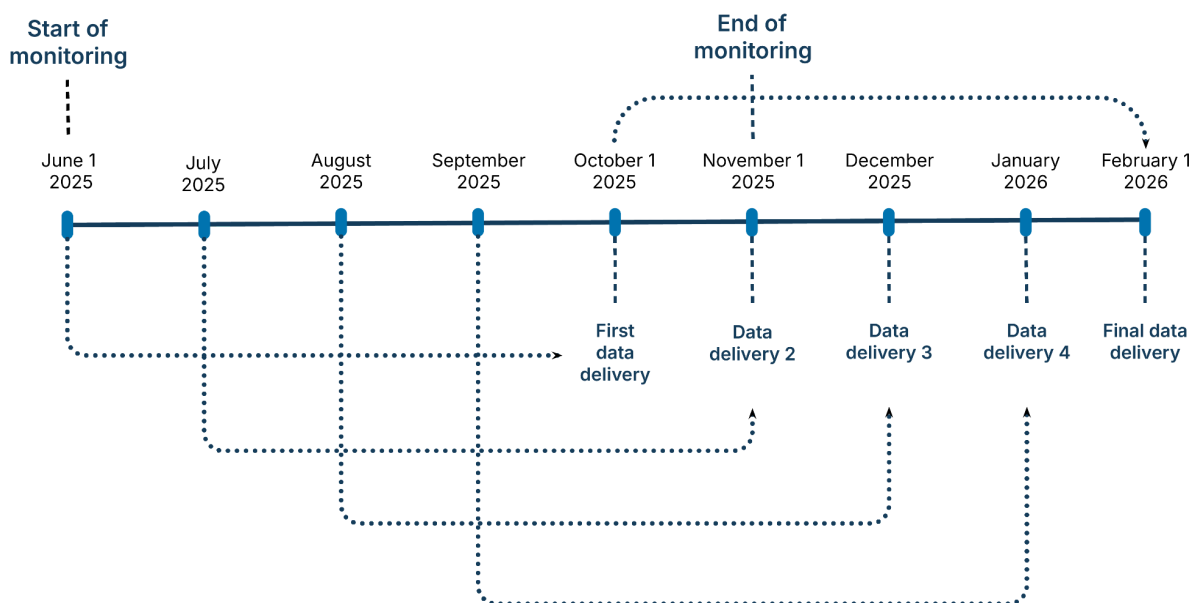 Start of
monitoring
End of
monitoring
June 1
2025
July
2025
August
2025
September
2025
October 1
2025
November 1
2025
December
2025
January
2026
February 1
2026
First
data
delivery
Data
delivery 2
Data
delivery 3
Data
delivery 4
Final data
delivery